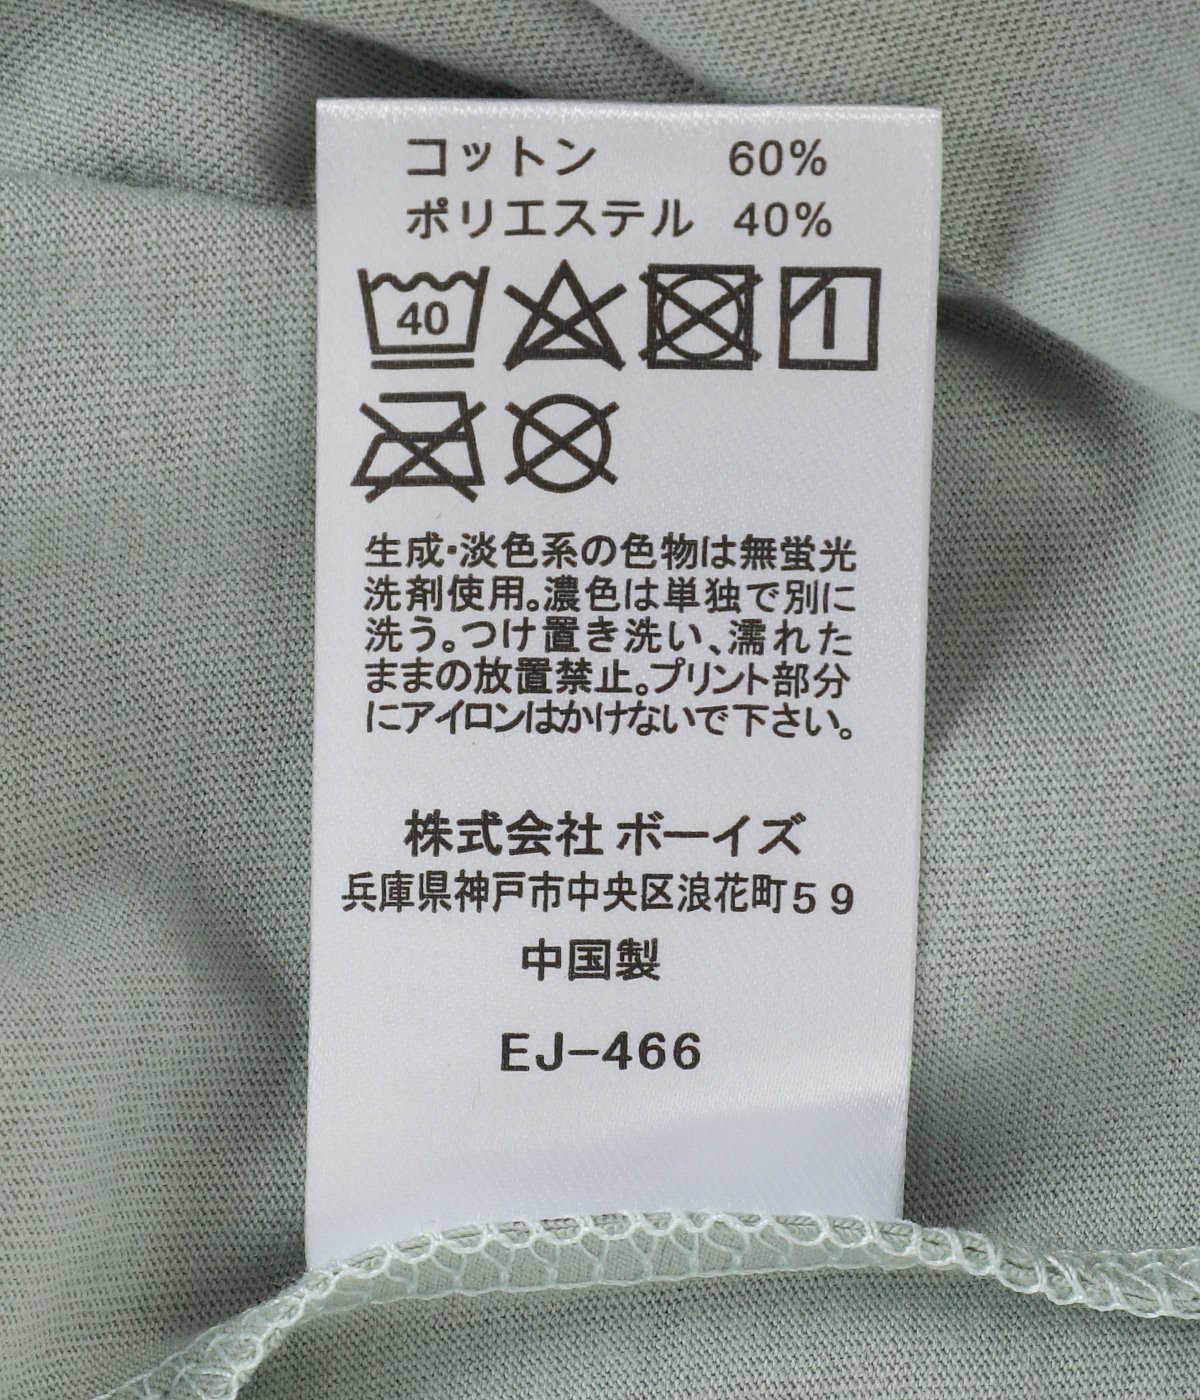 コットン 60%
ポリエステル 40%
40
生成・淡色系の色物は無蛍光
洗剤使用。濃色は単独で別に
洗う。つけ置き洗い、濡れた
ままの放置禁止。プリント部分
にアイロンはかけないで下さい。
株式会社 ボーイズ
兵庫県神戸市中央区浪花町59
中国製
EJ-466